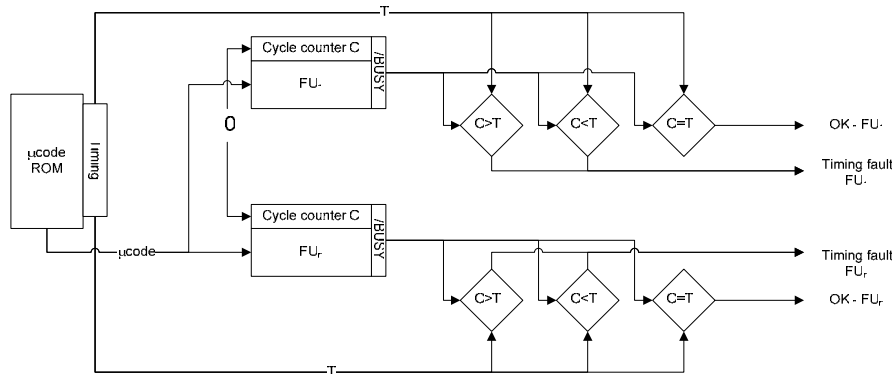 T
Cycle counter C
/BUSY
FU-
C>T
C<T
C=T
OK - FU-
Timing fault
FU-
μcode
ROM
Timing
0
Cycle counter C
/BUSY
FUr
μcode
Timing fault
FUr
C>T
C<T
C=T
OK - FUr
T